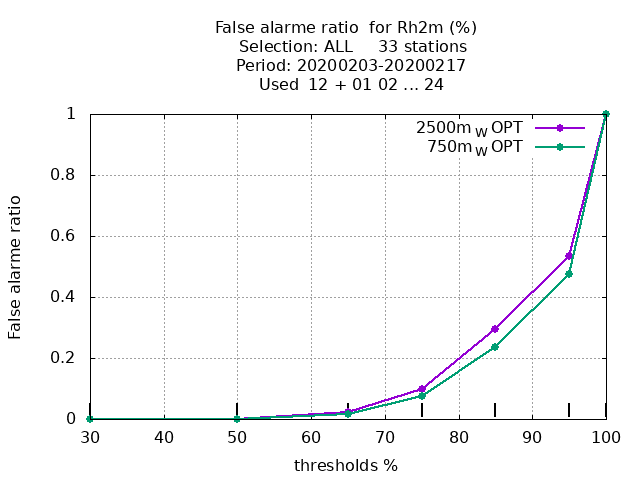 False alarme ratio  for Rh2m (%)
Selection: ALL     33 stations
Period: 20200203-20200217
Used  12 + 01 02 ... 24
2500m W OPT
750m W OPT
1
0.8
0.6
0.4
0.2
0
False alarme ratio
30 40 50 60 70 80 90 100
thresholds %